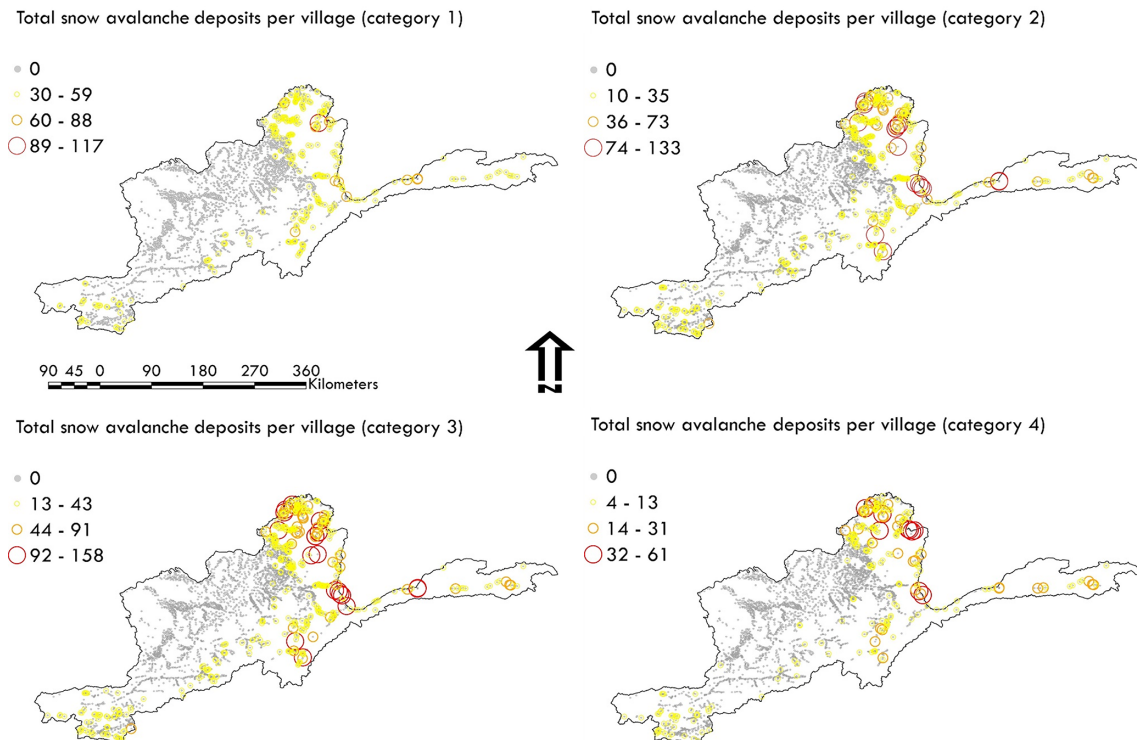 Total snow avalanche deposits per village (category 1)
0
30 - 59
60 - 88
89 - 117
Total snow avalanche deposits per village (category 2)
0
10 - 35
36 - 73
74 - 133
90 45 0 90 180 270 360
Kilometers
N
Total snow avalanche deposits per village (category 3)
0
13 - 43
44 - 91
92 - 158
Total snow avalanche deposits per village (category 4)
0
4 - 13
14 - 31
32 - 61